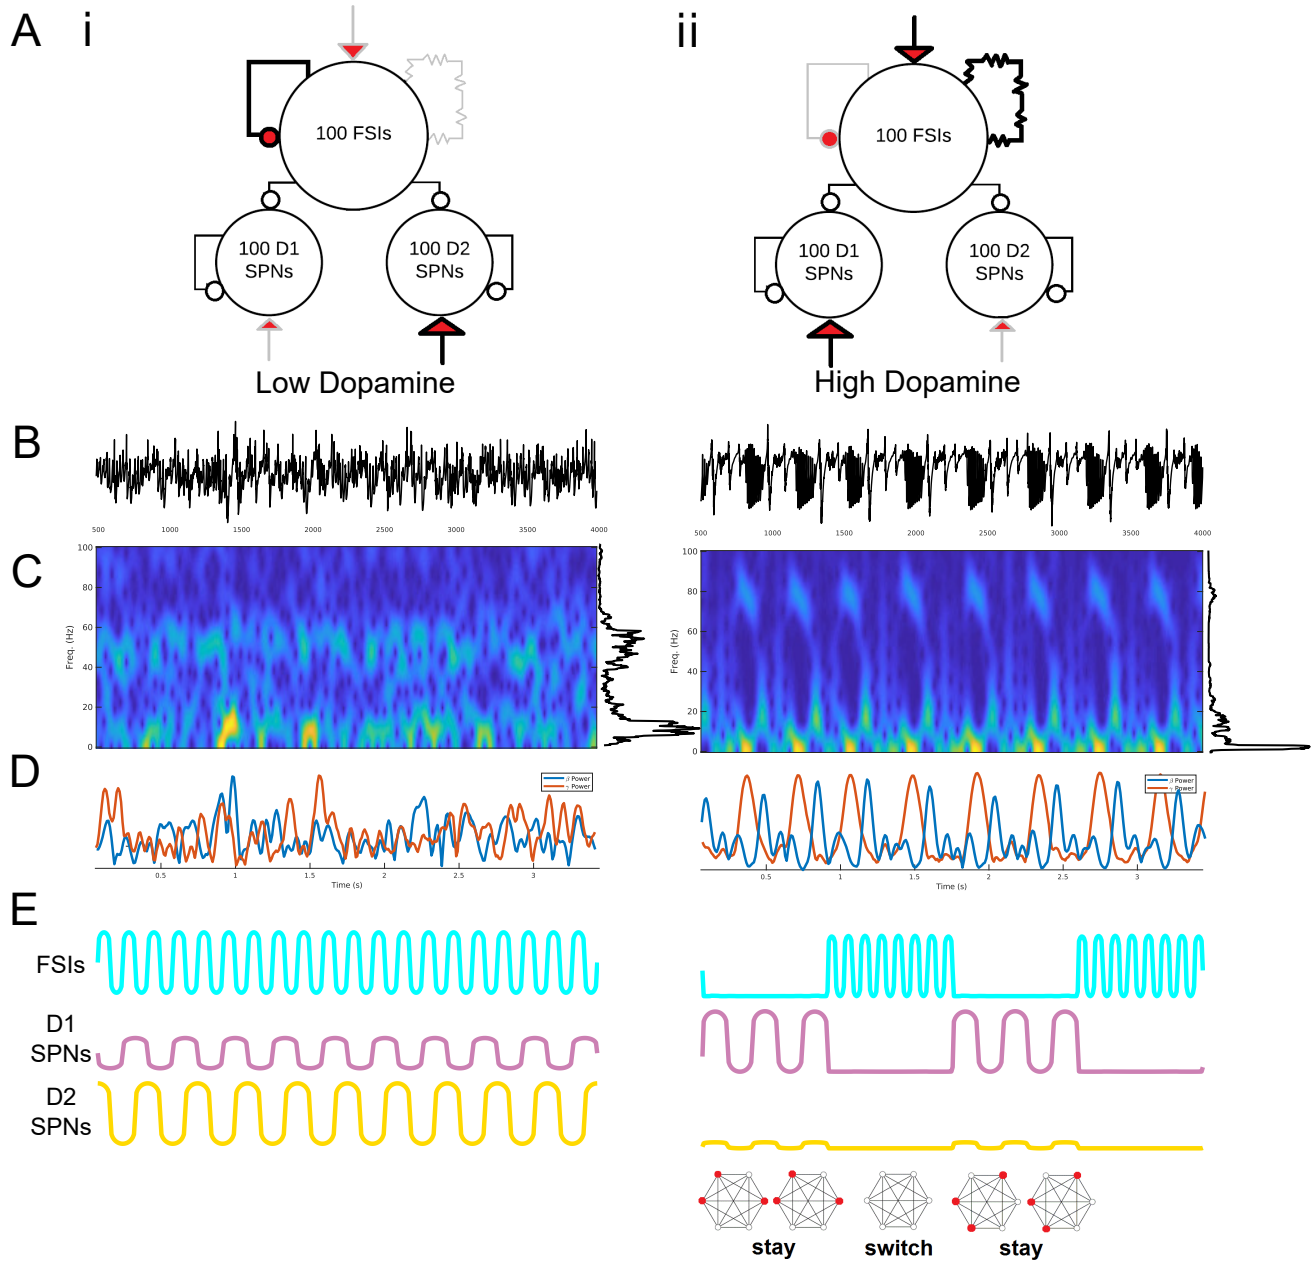 A i ii
100 FSIs
100 FSIs
100 D1
SPNs
100 D2
SPNs
100 D1
SPNs
100 D2
SPNs
Low Dopamine
High Dopamine
B
500 1000 1500 2000 2500 3000 3500 4000
500 1000 1500 2000 2500 3000 3500 4000
C
Freq. (Hz)
100
80
60
40
20
0
Freq. (Hz)
100
80
60
40
20
0
D
β Power
γ Power
0.5 1 1.5 2 2.5 3
Time (s)
β Power
γ Power
0.5 1 1.5 2 2.5 3
Time (s)
E
FSIs
D1
SPNs
D2
SPNs
stay switch stay